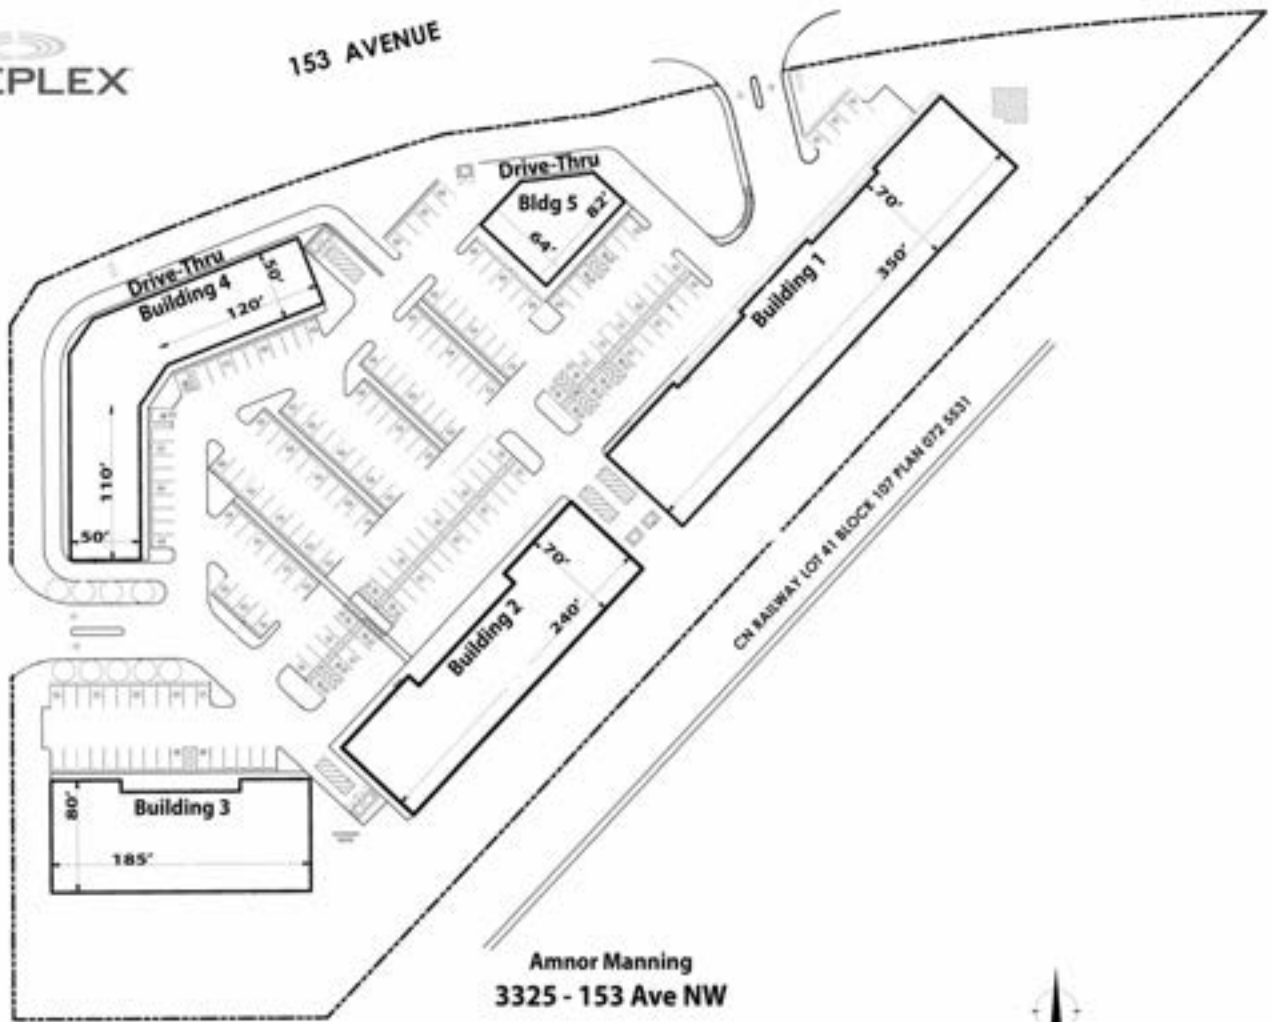 EPLEX
153 AVENUE
Drive-Thru
Bldg 5
82'
64'
Drive-Thru
Building 4
50'
120'
110'
50'
70'
350'
Building 1
70'
240'
Building 2
CN RAILWAY LOT 41 BLOCK 107 PLAN 072 5531
80'
Building 3
185'
Amnor Manning
3325 - 153 Ave NW